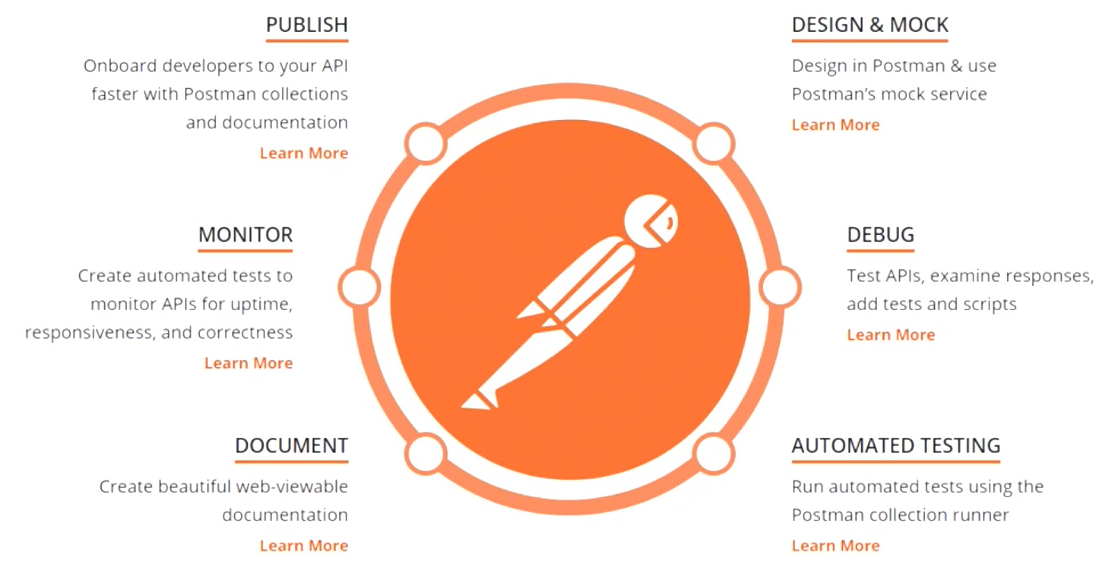 PUBLISH
Onboard developers to your API
faster with Postman collections
and documentation
Learn More
MONITOR
Create automated tests to
monitor APIs for uptime,
responsiveness, and correctness
Learn More
DOCUMENT
Create beautiful web-viewable
documentation
Learn More
DESIGN & MOCK
Design in Postman & use
Postman’s mock service
Learn More
DEBUG
Test APIs, examine responses,
add tests and scripts
Learn More
AUTOMATED TESTING
Run automated tests using the
Postman collection runner
Learn More